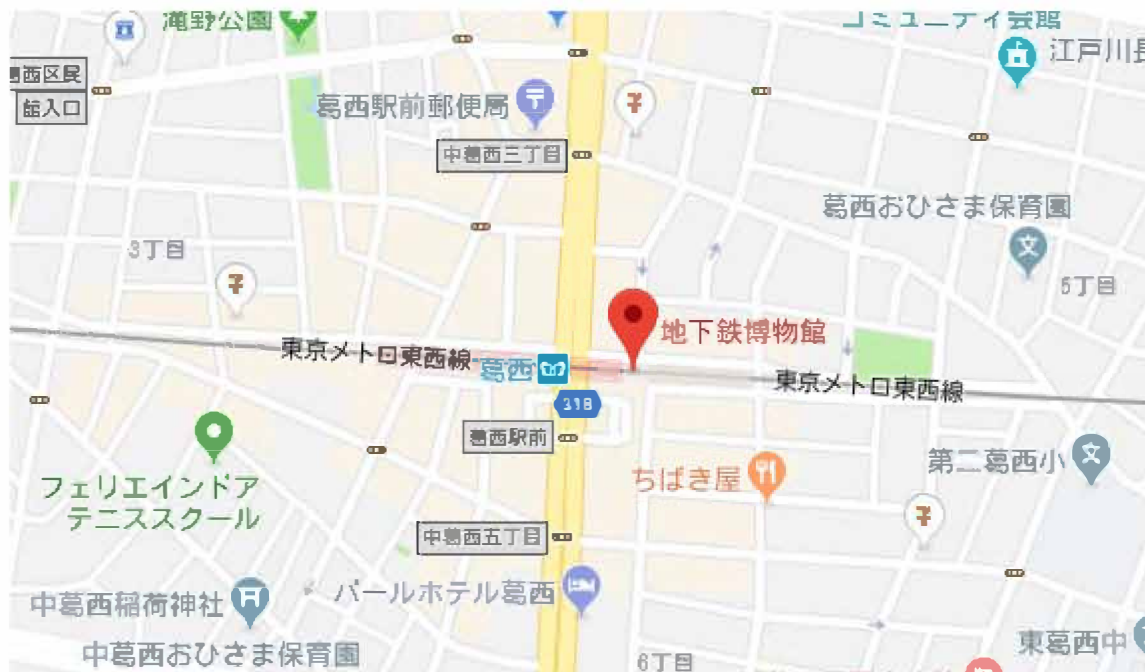 滝野公園
コミュニティ会館
江戸川
葛西区民
館入口
葛西駅前郵便局
中葛西三丁目
葛西おひさま保育園
3丁目
5丁目
地下鉄博物館
東京メトロ東西線
葛西
東京メトロ東西線
318
葛西駅前
第二葛西小
ちばき屋
フェリエインドア
テニススクール
中葛西五丁目
パールホテル葛西
中葛西稲荷神社
東葛西中
中葛西おひさま保育園
6丁目